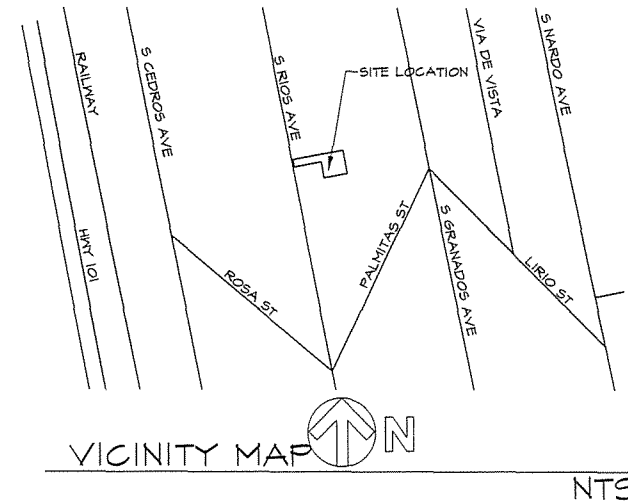 RAILWAY
HWY 101
S CEDROS AVE
S RIOS AVE
SITE LOCATION
VIA DE VISTA
S NARDO AVE
ROSA ST
PALMITAS ST
S GRANADOS AVE
LIRIO ST
VICINITY MAP
N
NTS